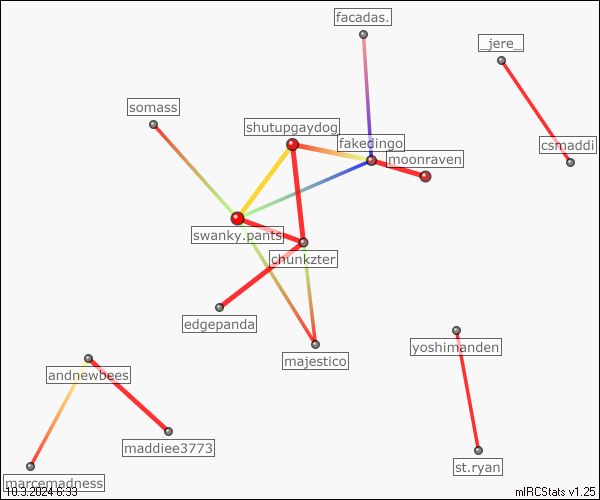 facadas.
_jere_
somass
shutupgaydog
fakedingo
csmaddi
moonraven
swanky.pants
chunkzter
edgepanda
yoshimanden
majestico
andnewbees
maddiee3773
st.ryan
marcemadness
10.3.2024 6:33
mIRCStats v1.25